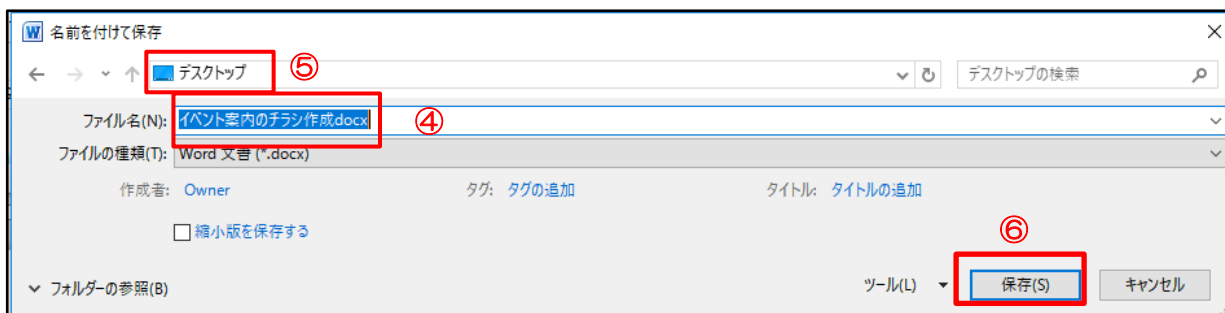 名前を付けて保存
デスクトップ ⑤ デスクトップの検索
ファイル名(N): イベント案内のチラシ作成docx ④
ファイルの種類(T): Word 文書 (*.docx)
作成者: Owner タグ: タグの追加 タイトル: タイトルの追加
縮小版を保存する
⑥
フォルダーの参照(B) ツール(L) 保存(S) キャンセル